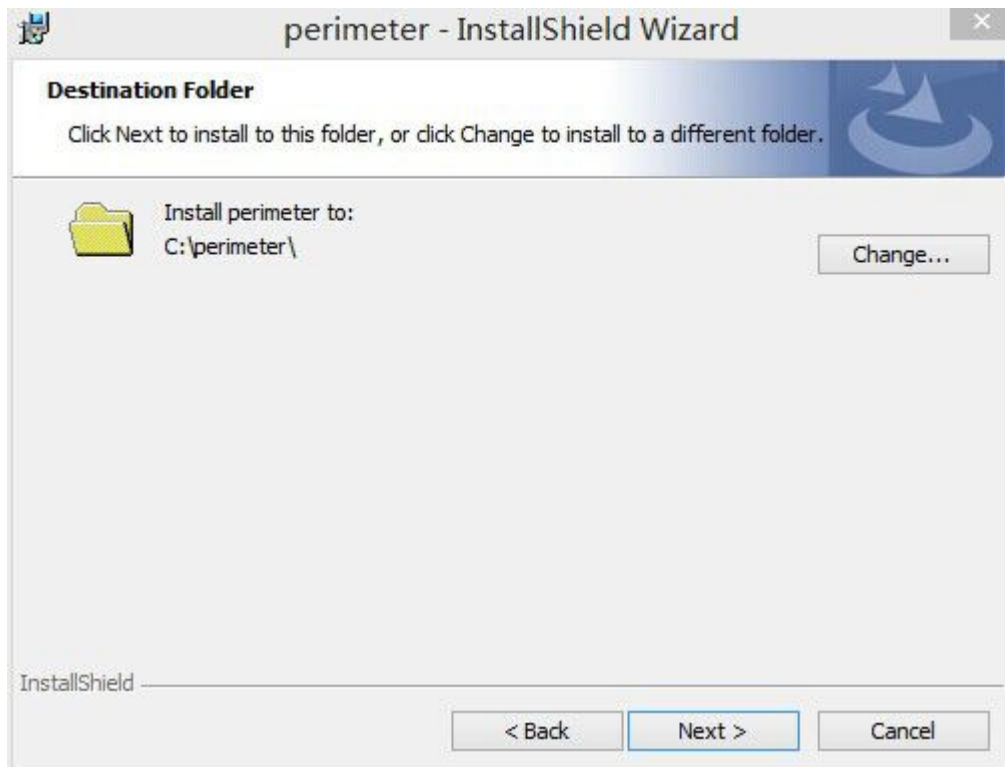 perimeter - InstallShield Wizard
Destination Folder
Click Next to install to this folder, or click Change to install to a different folder.
Install perimeter to:
C:\perimeter\
Change...
InstallShield
< Back
Next >
Cancel